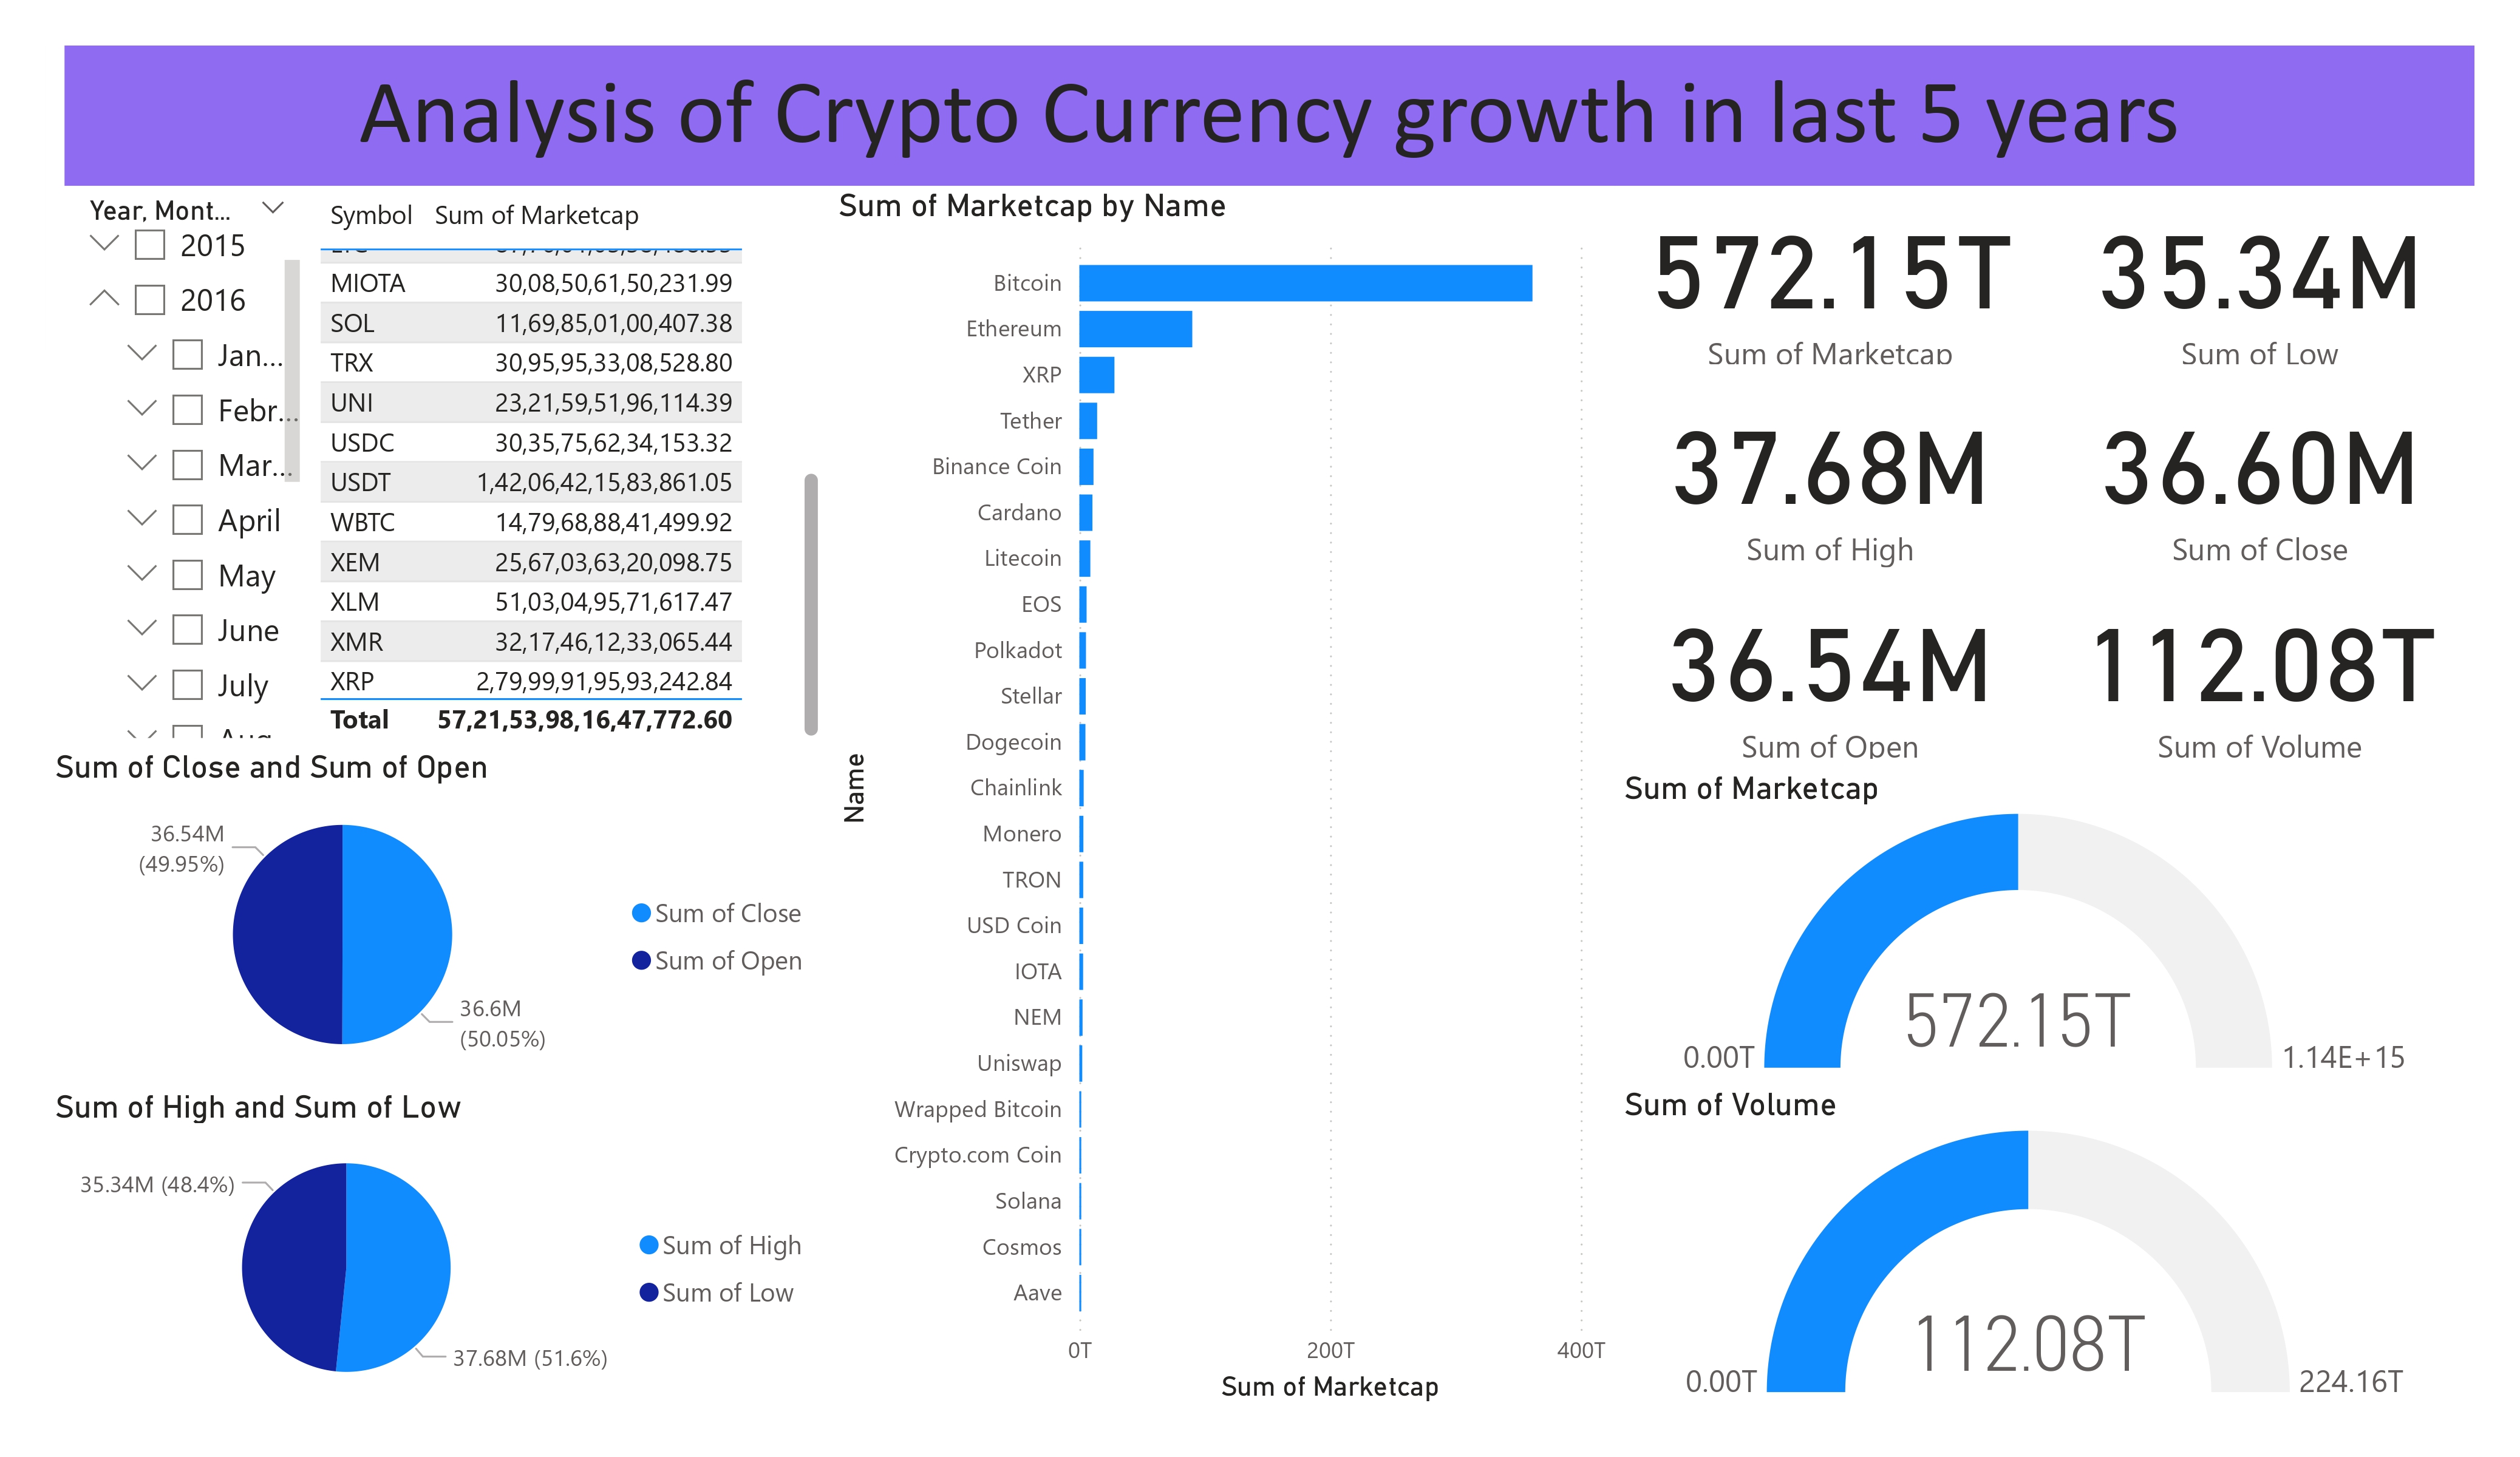 Analysis of Crypto Currency growth in last 5 years
Year, Mont...
2015
2016
Jan...
Febr...
Mar...
April
May
June
July
Symbol Sum of Marketcap
MIOTA 30,08,50,61,50,231.99
SOL 11,69,85,01,00,407.38
TRX 30,95,95,33,08,528.80
UNI 23,21,59,51,96,114.39
USDC 30,35,75,62,34,153.32
USDT 1,42,06,42,15,83,861.05
WBTC 14,79,68,88,41,499.92
XEM 25,67,03,63,20,098.75
XLM 51,03,04,95,71,617.47
XMR 32,17,46,12,33,065.44
XRP 2,79,99,91,95,93,242.84
Total 57,21,53,98,16,47,772.60
Sum of Close and Sum of Open
36.54M
(49.95%)
36.6M
(50.05%)
Sum of Close
Sum of Open
Sum of High and Sum of Low
35.34M (48.4%)
37.68M (51.6%)
Sum of High
Sum of Low
Sum of Marketcap by Name
Name
Bitcoin
Ethereum
XRP
Tether
Binance Coin
Cardano
Litecoin
EOS
Polkadot
Stellar
Dogecoin
Chainlink
Monero
TRON
USD Coin
IOTA
NEM
Uniswap
Wrapped Bitcoin
Crypto.com Coin
Solana
Cosmos
Aave
0T 200T 400T
Sum of Marketcap
572.15T
Sum of Marketcap
35.34M
Sum of Low
37.68M
Sum of High
36.60M
Sum of Close
36.54M
Sum of Open
112.08T
Sum of Volume
Sum of Marketcap
572.15T
0.00T 1.14E+15
Sum of Volume
112.08T
0.00T 224.16T